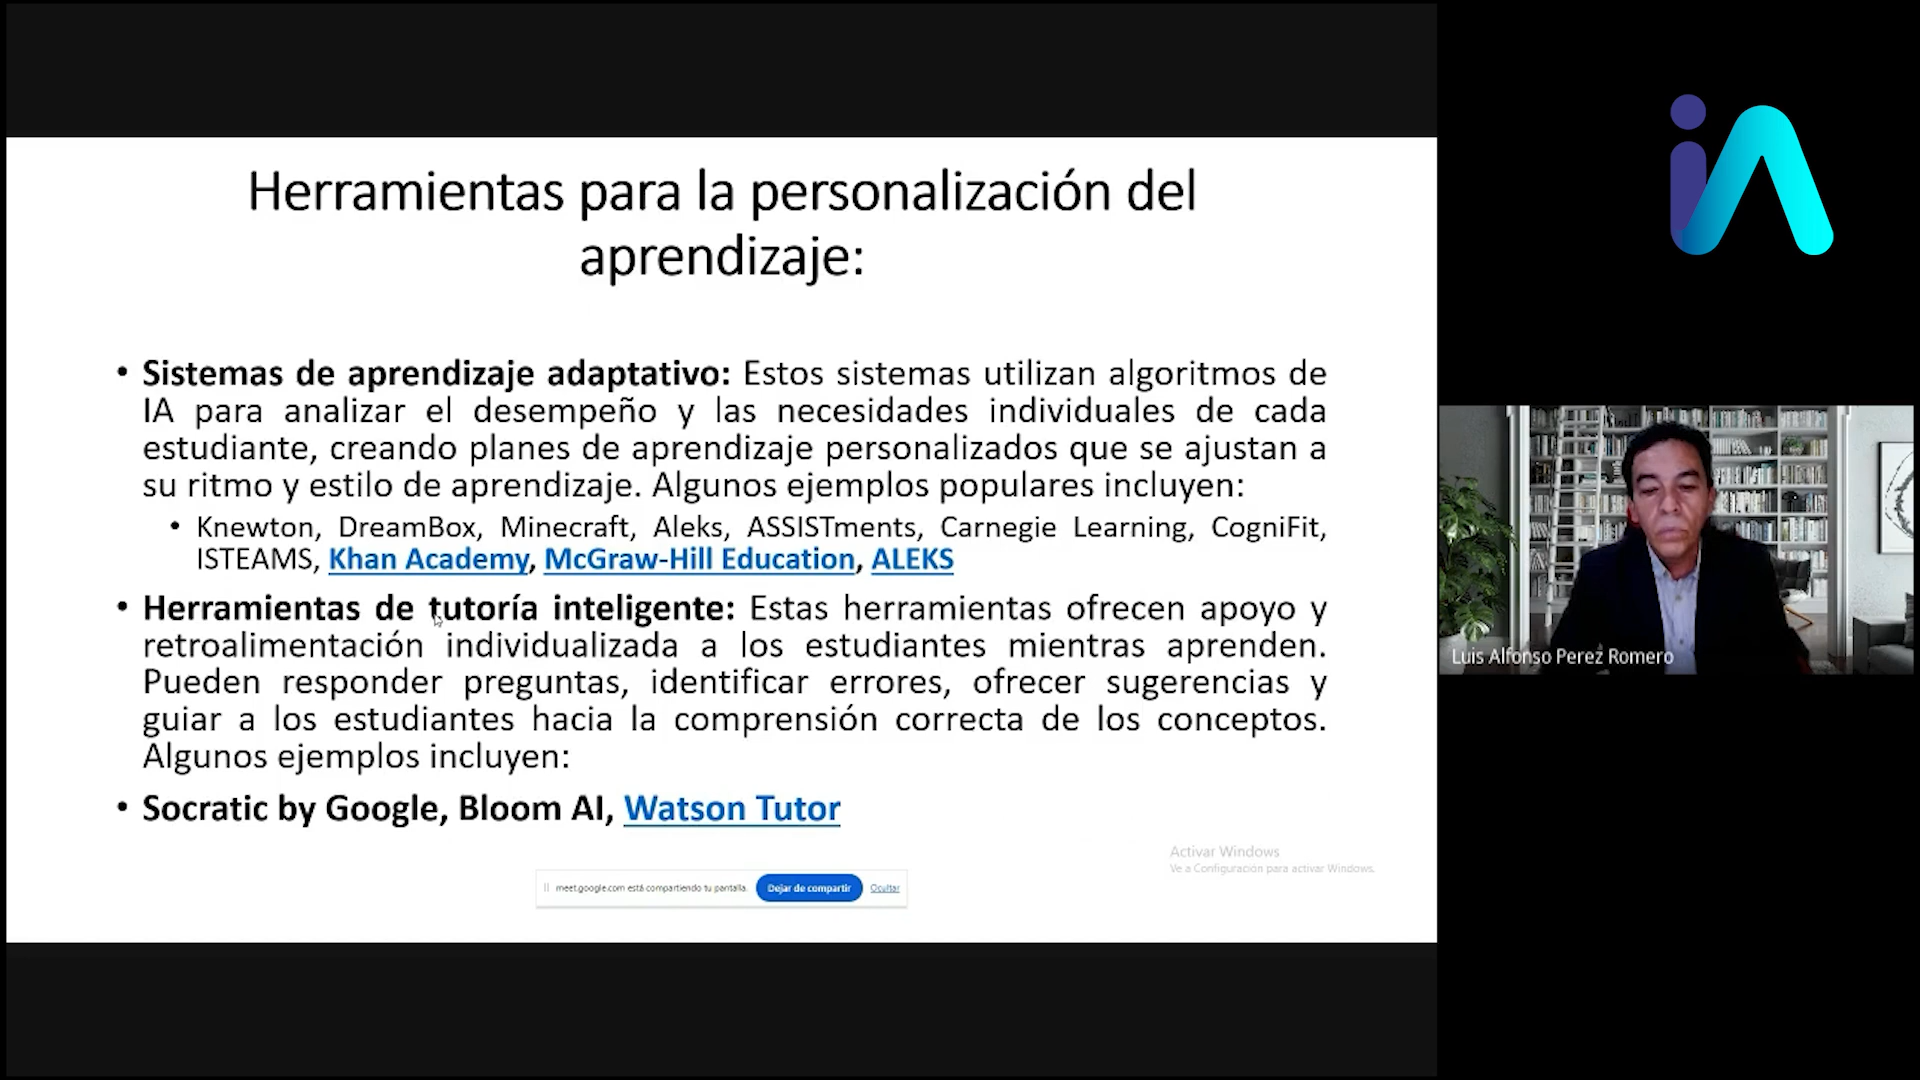 Herramientas para la personalización del
aprendizaje:
• Sistemas de aprendizaje adaptativo: Estos sistemas utilizan algoritmos de
IA para analizar el desempeño y las necesidades individuales de cada
estudiante, creando planes de aprendizaje personalizados que se ajustan a
su ritmo y estilo de aprendizaje. Algunos ejemplos populares incluyen:
• Knewton, DreamBox, Minecraft, Aleks, ASSISTments, Carnegie Learning, CogniFit,
ISTEAMS, Khan Academy, McGraw-Hill Education, ALEKS
• Herramientas de tutoría inteligente: Estas herramientas ofrecen apoyo y
retroalimentación individualizada a los estudiantes mientras aprenden.
Pueden responder preguntas, identificar errores, ofrecer sugerencias y
guiar a los estudiantes hacia la comprensión correcta de los conceptos.
Algunos ejemplos incluyen:
• Socratic by Google, Bloom AI, Watson Tutor
Activar Windows
Ve a Configuración para activar Windows.
meet.google.com está compartiendo tu pantalla.
Dejar de compartir
Ocultar
iA
Luis Alfonso Perez Romero